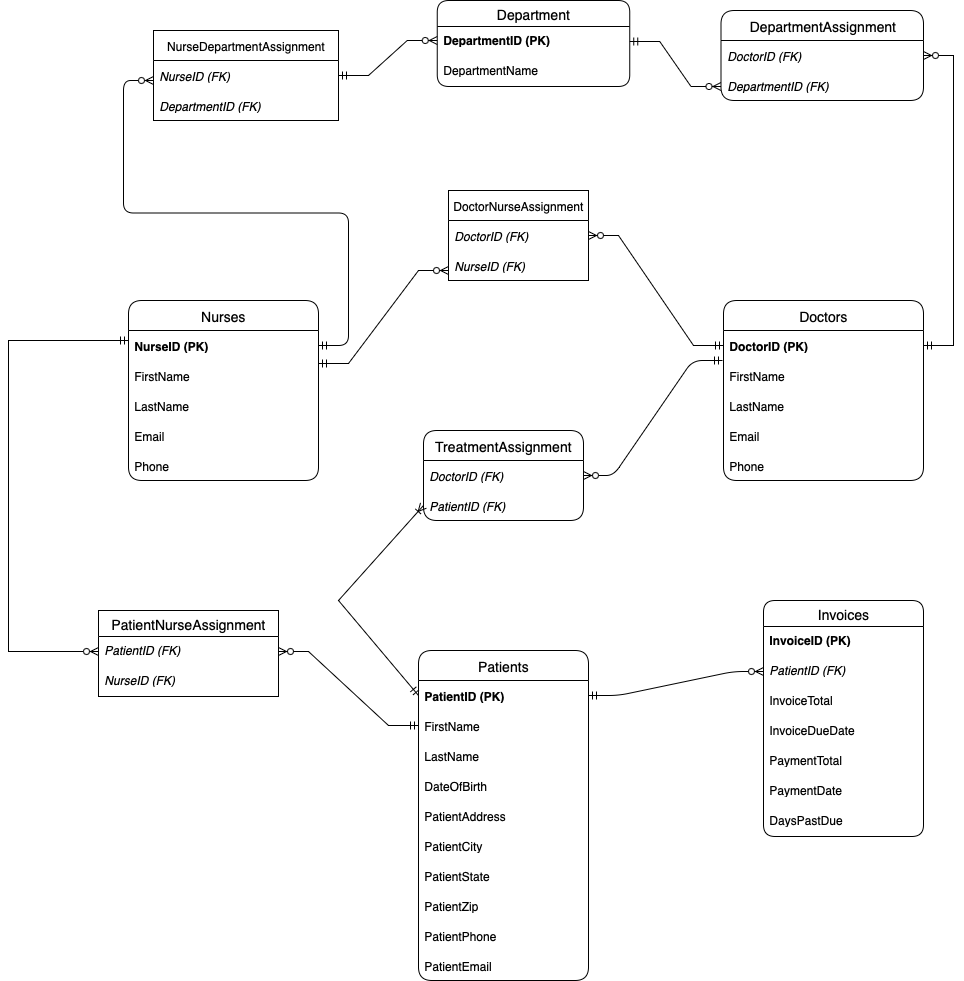 Department
DepartmentID (PK)
DepartmentName
DepartmentAssignment
DoctorID (FK)
DepartmentID (FK)
NurseDepartmentAssignment
NurseID (FK)
DepartmentID (FK)
DoctorNurseAssignment
DoctorID (FK)
NurseID (FK)
Nurses
NurseID (PK)
FirstName
LastName
Email
Phone
Doctors
DoctorID (PK)
FirstName
LastName
Email
Phone
TreatmentAssignment
DoctorID (FK)
PatientID (FK)
PatientNurseAssignment
PatientID (FK)
NurseID (FK)
Patients
PatientID (PK)
FirstName
LastName
DateOfBirth
PatientAddress
PatientCity
PatientState
PatientZip
PatientPhone
PatientEmail
Invoices
InvoiceID (PK)
PatientID (FK)
InvoiceTotal
InvoiceDueDate
PaymentTotal
PaymentDate
DaysPastDue